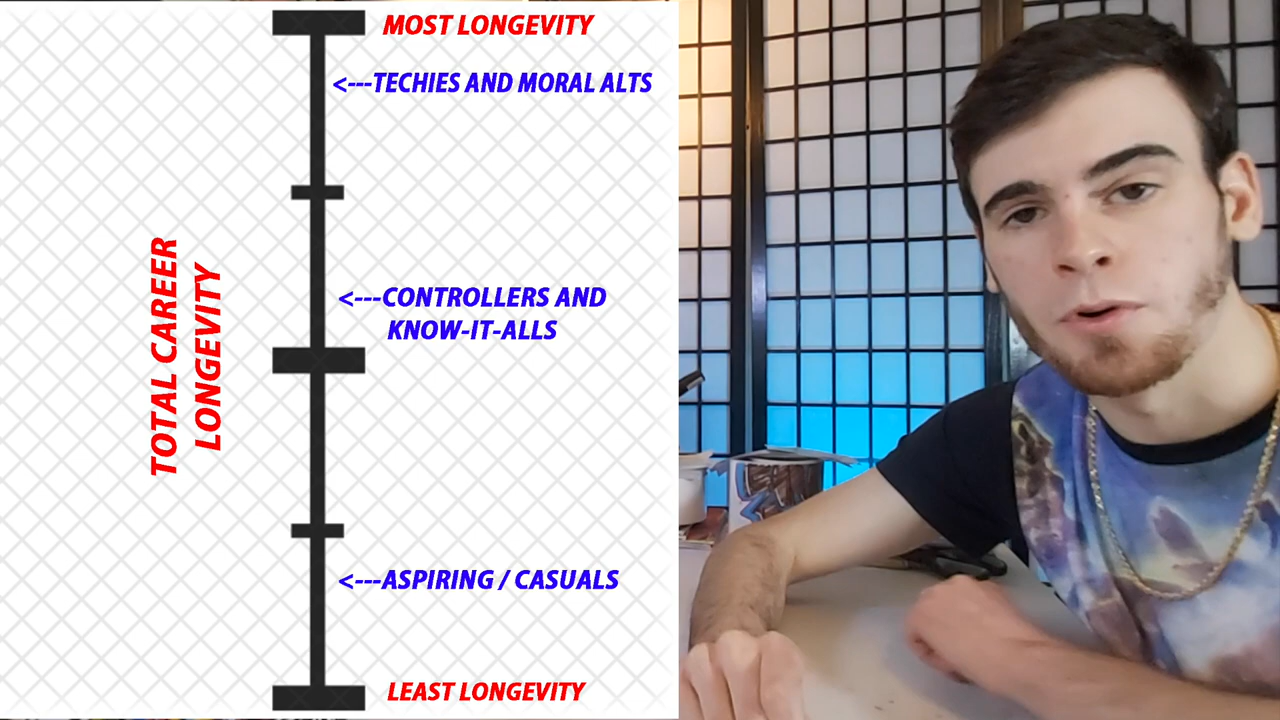 MOST LONGEVITY
<---TECHIES AND MORAL ALTS
TOTAL CAREER
LONGEVITY
<---CONTROLLERS AND
KNOW-IT-ALLS
<---ASPIRING / CASUALS
LEAST LONGEVITY